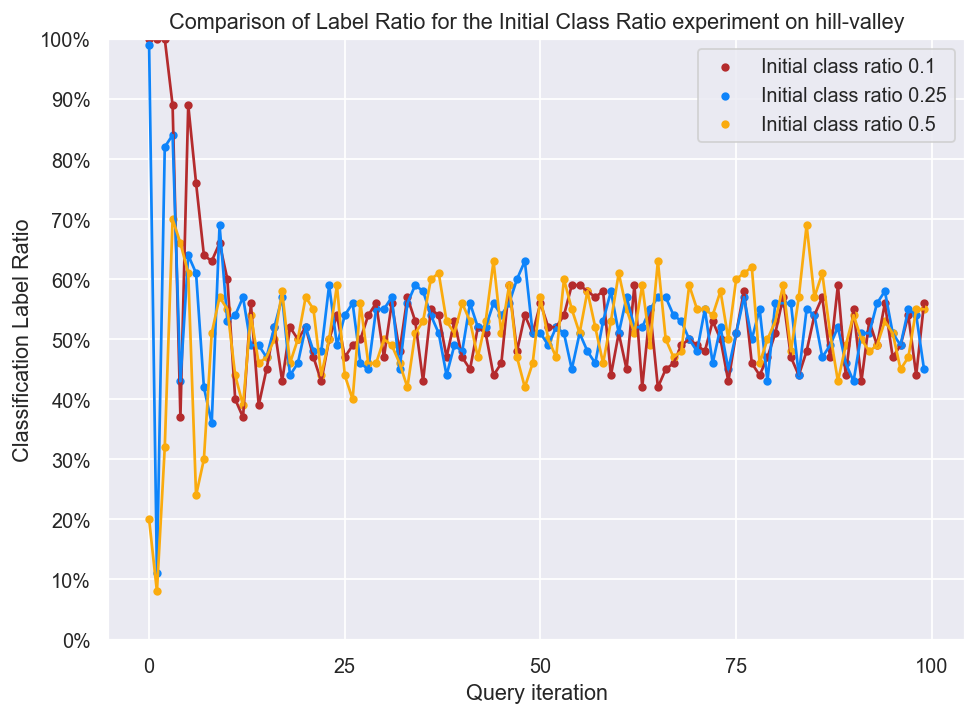 Comparison of Label Ratio for the Initial Class Ratio experiment on hill-valley
100%
90%
80%
70%
60%
50%
40%
30%
20%
10%
0%
Classification Label Ratio
Initial class ratio 0.1
Initial class ratio 0.25
Initial class ratio 0.5
0
25
50
75
100
Query iteration